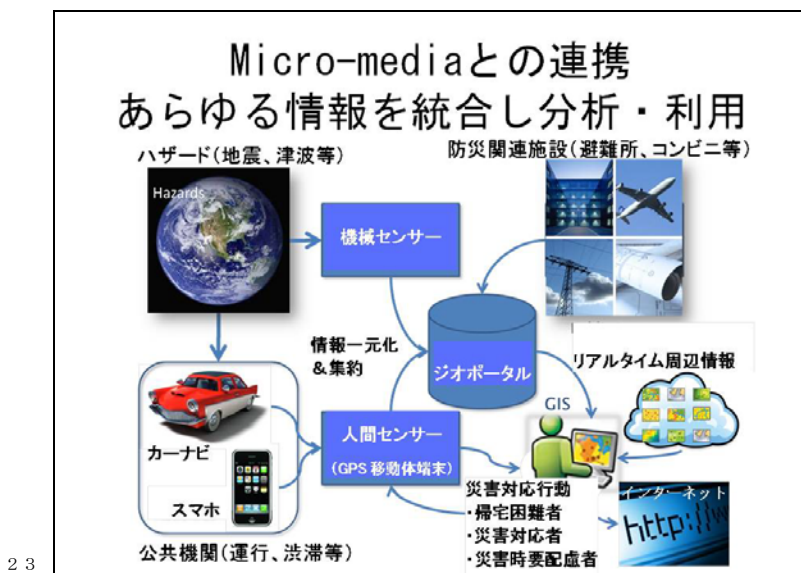 Micro-mediaとの連携
あらゆる情報を統合し分析・利用
ハザード(地震、津波等)
防災関連施設(避難所、コンビニ等)
Hazards
機械センサー
情報一元化
&集約
ジオポータル
リアルタイム周辺情報
GIS
カーナビ
スマホ
人間センサー
(GPS移動体端末)
災害対応行動
・帰宅困難者
・災害対応者
・災害時要配慮者
インターネット
http://w
公共機関(運行、渋滞等)
23